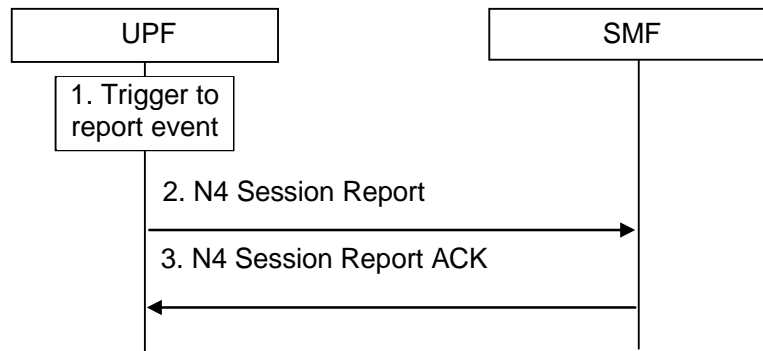 UPF
SMF
1. Trigger to
report event
2. N4 Session Report
3. N4 Session Report ACK